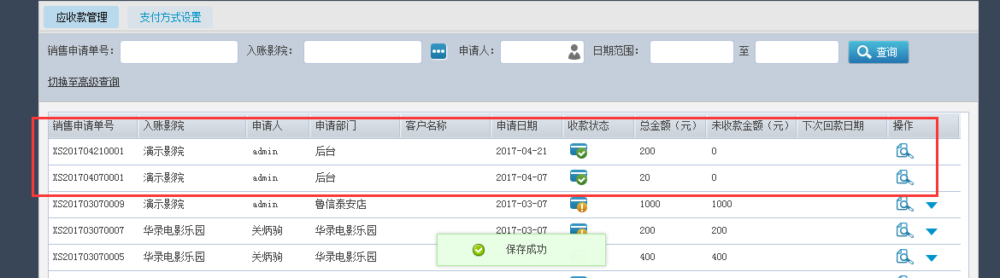 应收款管理 支付方式设置
销售申请单号： 入账影院： 申请人： 日期范围： 至 查询
切换至高级查询
销售申请单号 入账影院 申请人 申请部门 客户名称 申请日期 收款状态 总金额（元） 未收款金额（元） 下次回款日期 操作
XS201704210001 演示影院 admin 后台 2017-04-21 200 0
XS201704070001 演示影院 admin 后台 2017-04-07 20 0
XS201703070009 演示影院 admin 鲁信泰安店 2017-03-07 1000 1000
XS201703070007 华录电影乐园 关炳驹 华录电影乐园 2017-03-07 200 200
XS201703070005 华录电影乐园 关炳驹 华录电影乐园 400 400
保存成功